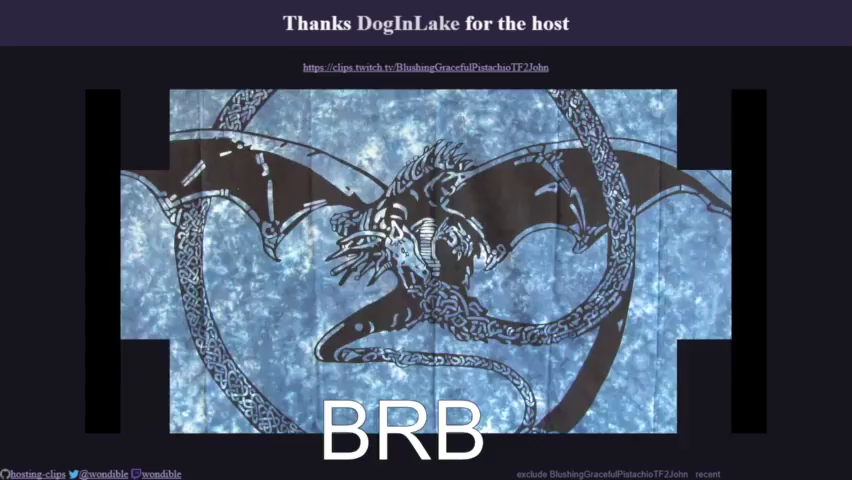 Thanks DogInLake for the host
https://clips.twitch.tv/BlushingGracefulPistachioTF2John
BRB
hosting-clips @wondible wondible
exclude BlushingGracefulPistachioTF2John recent